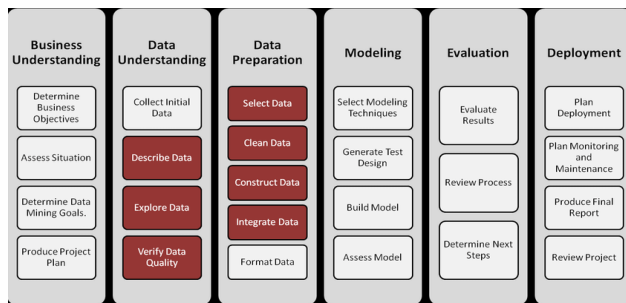 Business
Understanding
Determine
Business
Objectives
Assess Situation
Determine Data
Mining Goals.
Produce Project
Plan
Data
Understanding
Collect Initial
Data
Describe Data
Explore Data
Verify Data
Quality
Data
Preparation
Select Data
Clean Data
Construct Data
Integrate Data
Format Data
Modeling
Select Modeling
Techniques
Generate Test
Design
Build Model
Assess Model
Evaluation
Evaluate
Results
Review Process
Determine Next
Steps
Deployment
Plan
Deployment
Plan Monitoring
and
Maintenance
Produce Final
Report
Review Project